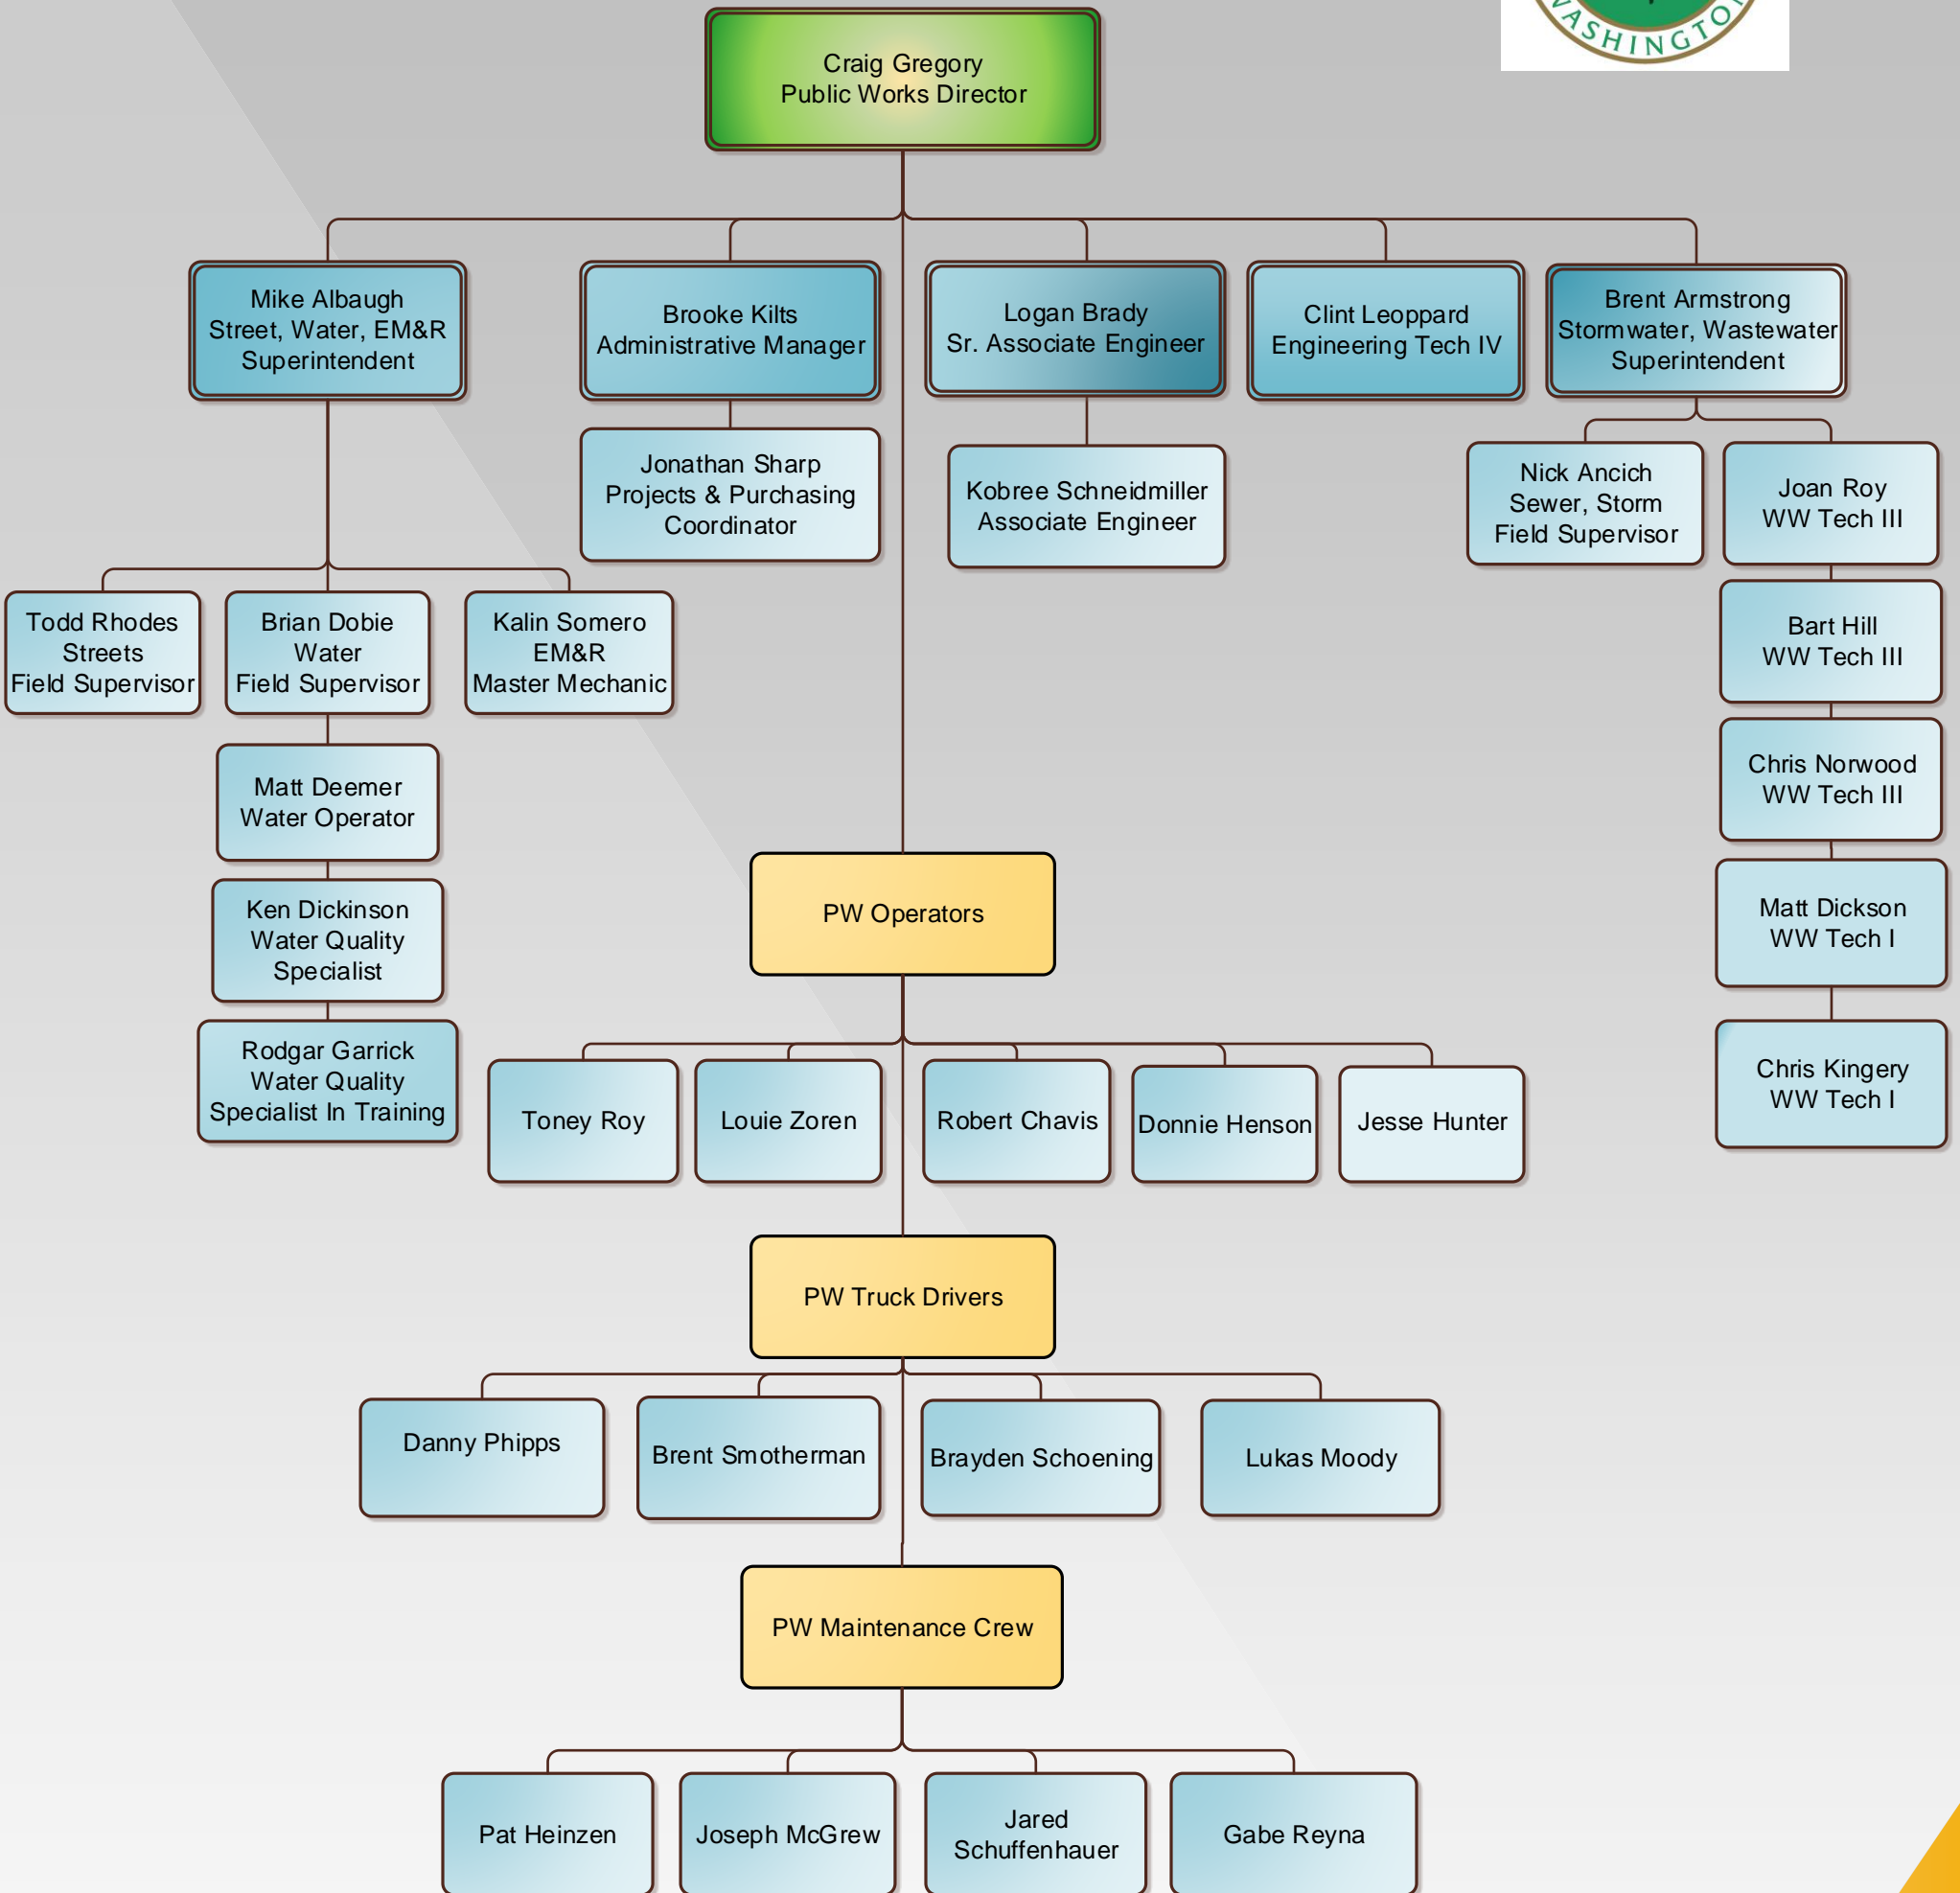 WASHINGTON
Craig Gregory
Public Works Director
Mike Albaugh
Street, Water, EM&R
Superintendent
Brooke Kilts
Administrative Manager
Logan Brady
Sr. Associate Engineer
Clint Leoppard
Engineering Tech IV
Brent Armstrong
Stormwater, Wastewater
Superintendent
Jonathan Sharp
Projects & Purchasing
Coordinator
Kobree Schneidmiller
Associate Engineer
Nick Ancich
Sewer, Storm
Field Supervisor
Joan Roy
WW Tech III
Todd Rhodes
Streets
Field Supervisor
Brian Dobie
Water
Field Supervisor
Kalin Somero
EM&R
Master Mechanic
Bart Hill
WW Tech III
Matt Deemer
Water Operator
Chris Norwood
WW Tech III
Ken Dickinson
Water Quality
Specialist
PW Operators
Matt Dickson
WW Tech I
Rodgar Garrick
Water Quality
Specialist In Training
Toney Roy
Louie Zoren
Robert Chavis
Donnie Henson
Jesse Hunter
Chris Kingery
WW Tech I
PW Truck Drivers
Danny Phipps
Brent Smotherman
Brayden Schoening
Lukas Moody
PW Maintenance Crew
Pat Heinzen
Joseph McGrew
Jared
Schuffenhauer
Gabe Reyna